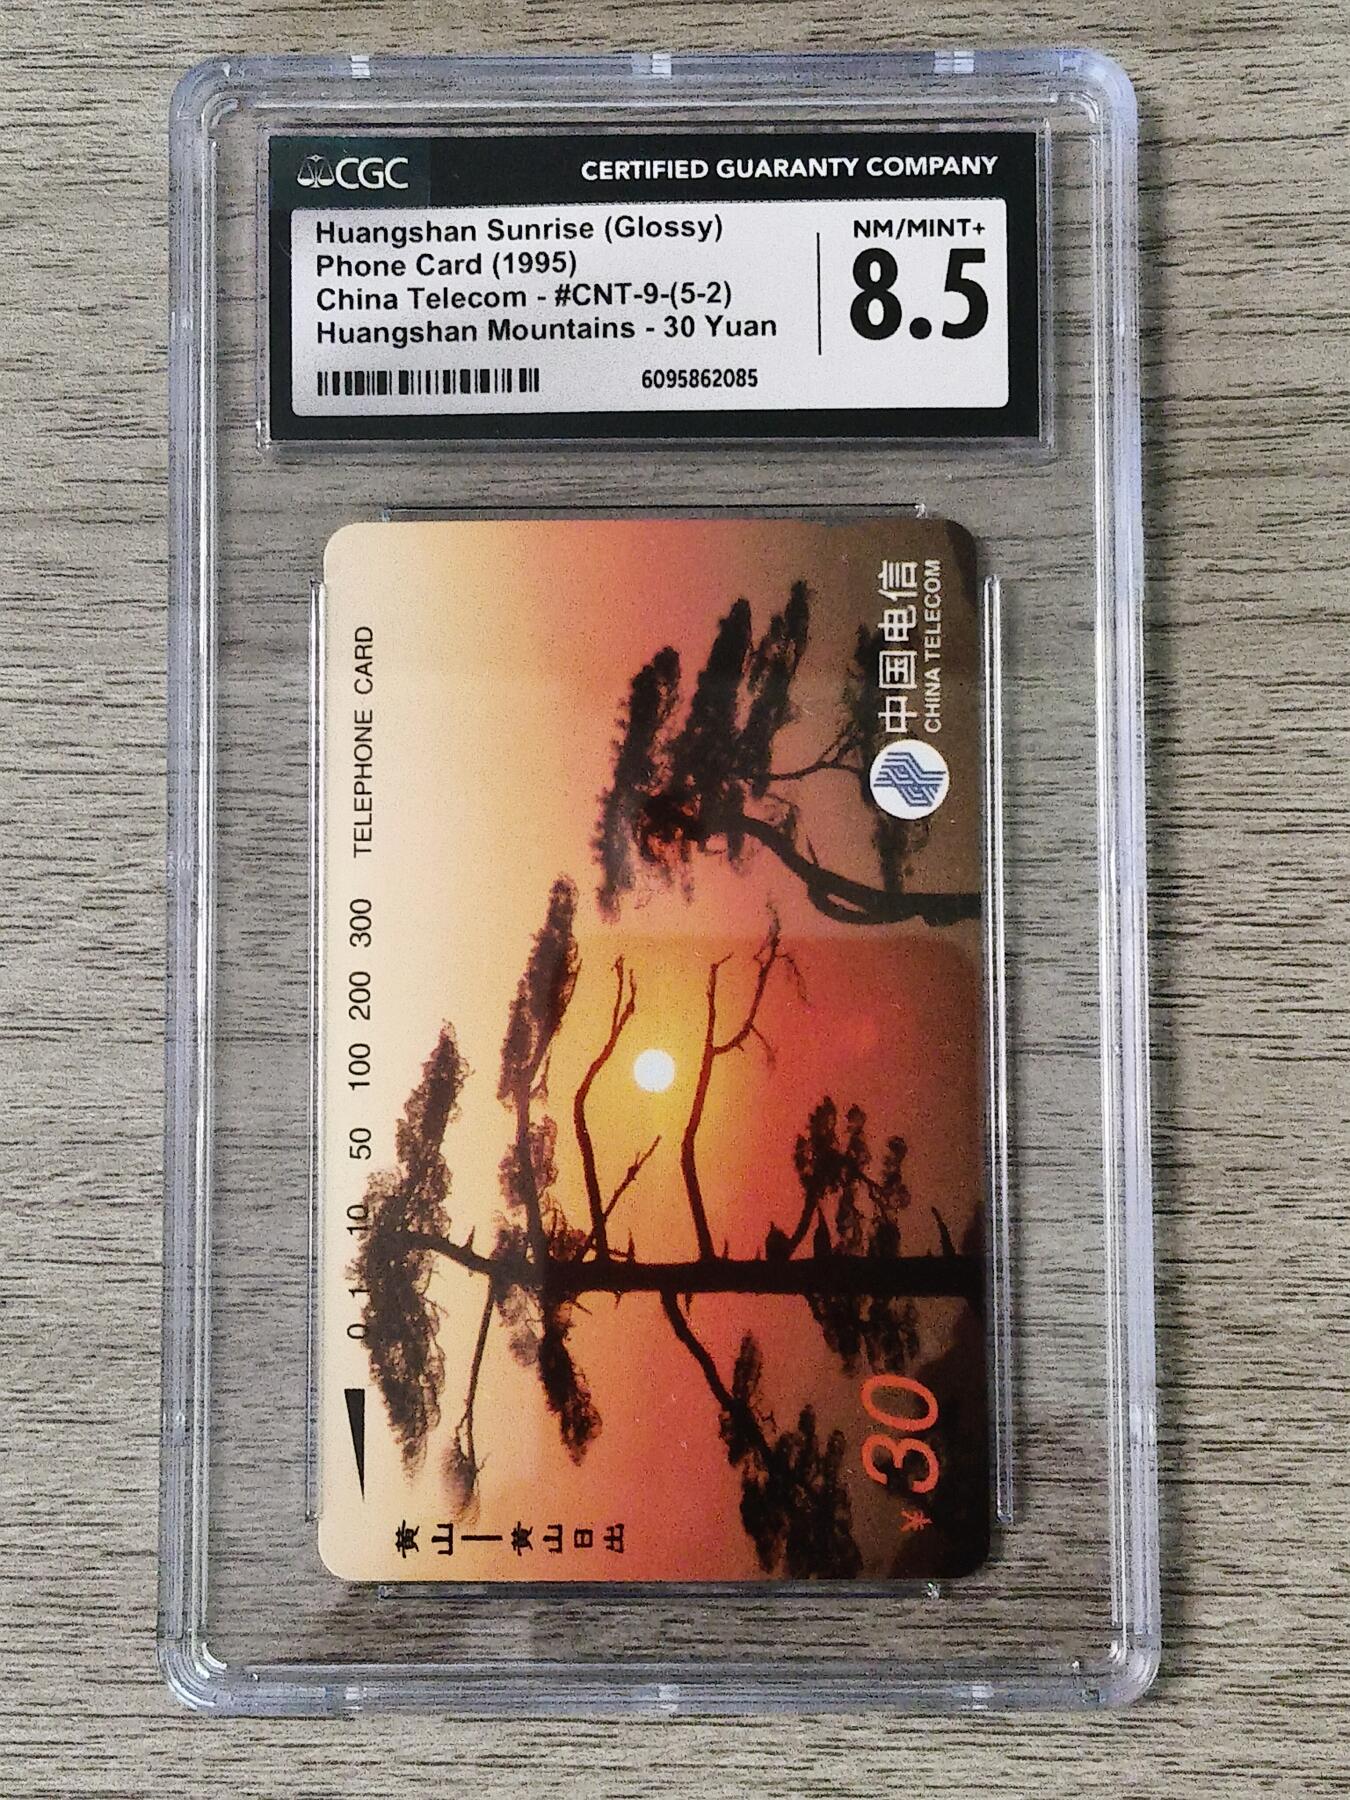 CGC
CERTIFIED GUARANTY COMPANY
Huangshan Sunrise (Glossy)
Phone Card (1995)
China Telecom - #CNT-9-(5-2)
Huangshan Mountains - 30 Yuan
NM/MINT+
8.5
6095862085
0 1 10 50 100 200 300 TELEPHONE CARD
黄山—黄山日出
中国电信
CHINA TELECOM
¥30